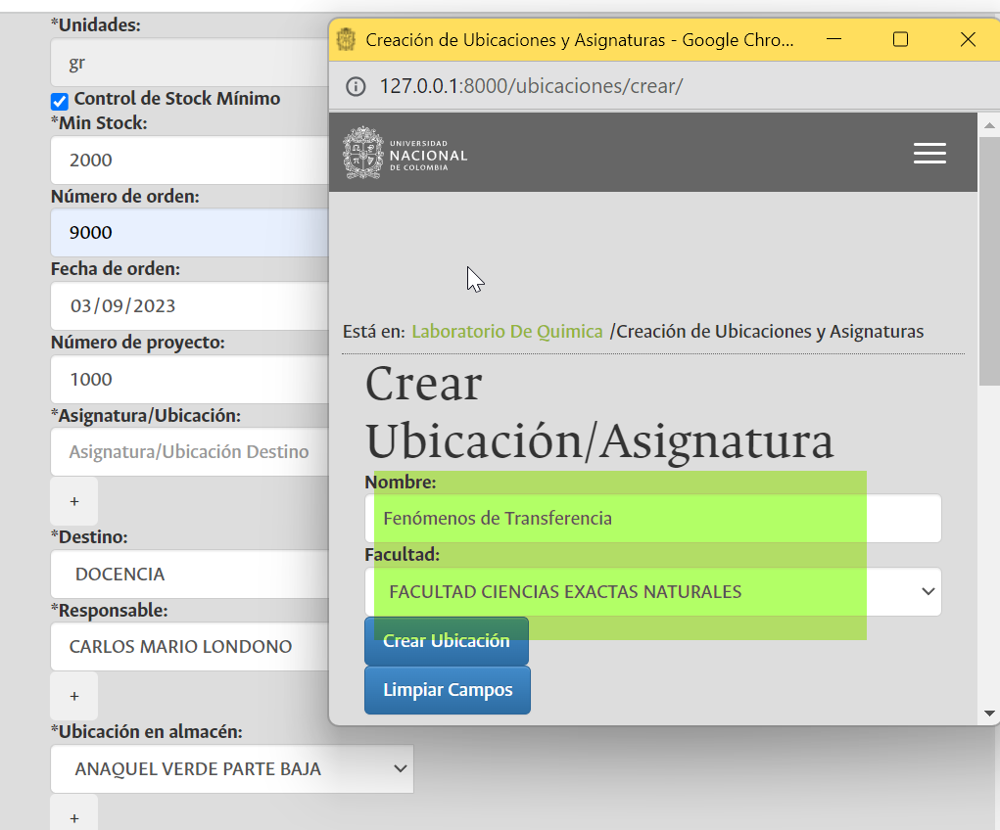 *Unidades:
gr
Control de Stock Mínimo
*Min Stock:
2000
Número de orden:
9000
Fecha de orden:
03/09/2023
Número de proyecto:
1000
*Asignatura/Ubicación:
Asignatura/Ubicación Destino
+
*Destino:
DOCENCIA
*Responsable:
CARLOS MARIO LONDONO
+
*Ubicación en almacén:
ANAQUEL VERDE PARTE BAJA
+
Creación de Ubicaciones y Asignaturas - Google Chro...
127.0.0.1:8000/ubicaciones/crear/
UNIVERSIDAD
NACIONAL
DE COLOMBIA
Está en: Laboratorio De Quimica /Creación de Ubicaciones y Asignaturas
Crear
Ubicación/Asignatura
Nombre:
Fenómenos de Transferencia
Facultad:
FACULTAD CIENCIAS EXACTAS NATURALES
Crear Ubicación
Limpiar Campos